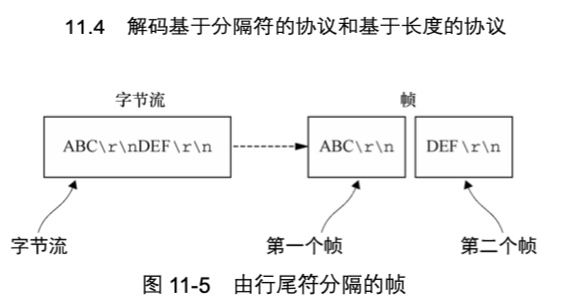 11.4 解码基于分隔符的协议和基于长度的协议
字节流 帧
ABC\r\nDEF\r\n ABC\r\n DEF\r\n
字节流 第一个帧 第二个帧
图 11-5 由行尾符分隔的帧